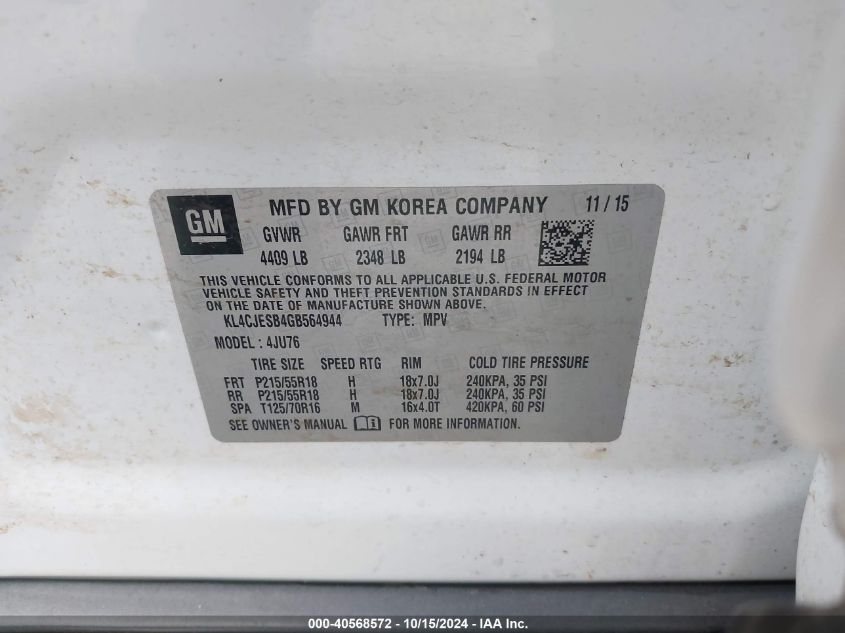 GM MFD BY GM KOREA COMPANY 11 / 15
GVWR GAWR FRT GAWR RR
4409 LB 2348 LB 2194 LB
THIS VEHICLE CONFORMS TO ALL APPLICABLE U.S. FEDERAL MOTOR
VEHICLE SAFETY AND THEFT PREVENTION STANDARDS IN EFFECT
ON THE DATE OF MANUFACTURE SHOWN ABOVE.
KL4CJESB4GB564944 TYPE: MPV
MODEL : 4JU76
TIRE SIZE SPEED RTG RIM COLD TIRE PRESSURE
FRT P215/55R18 H 18x7.0J 240KPA, 35 PSI
RR P215/55R18 H 18x7.0J 240KPA, 35 PSI
SPA T125/70R16 M 16x4.0T 420KPA, 60 PSI
SEE OWNER'S MANUAL FOR MORE INFORMATION.
000-40568572 - 10/15/2024 - IAA Inc.